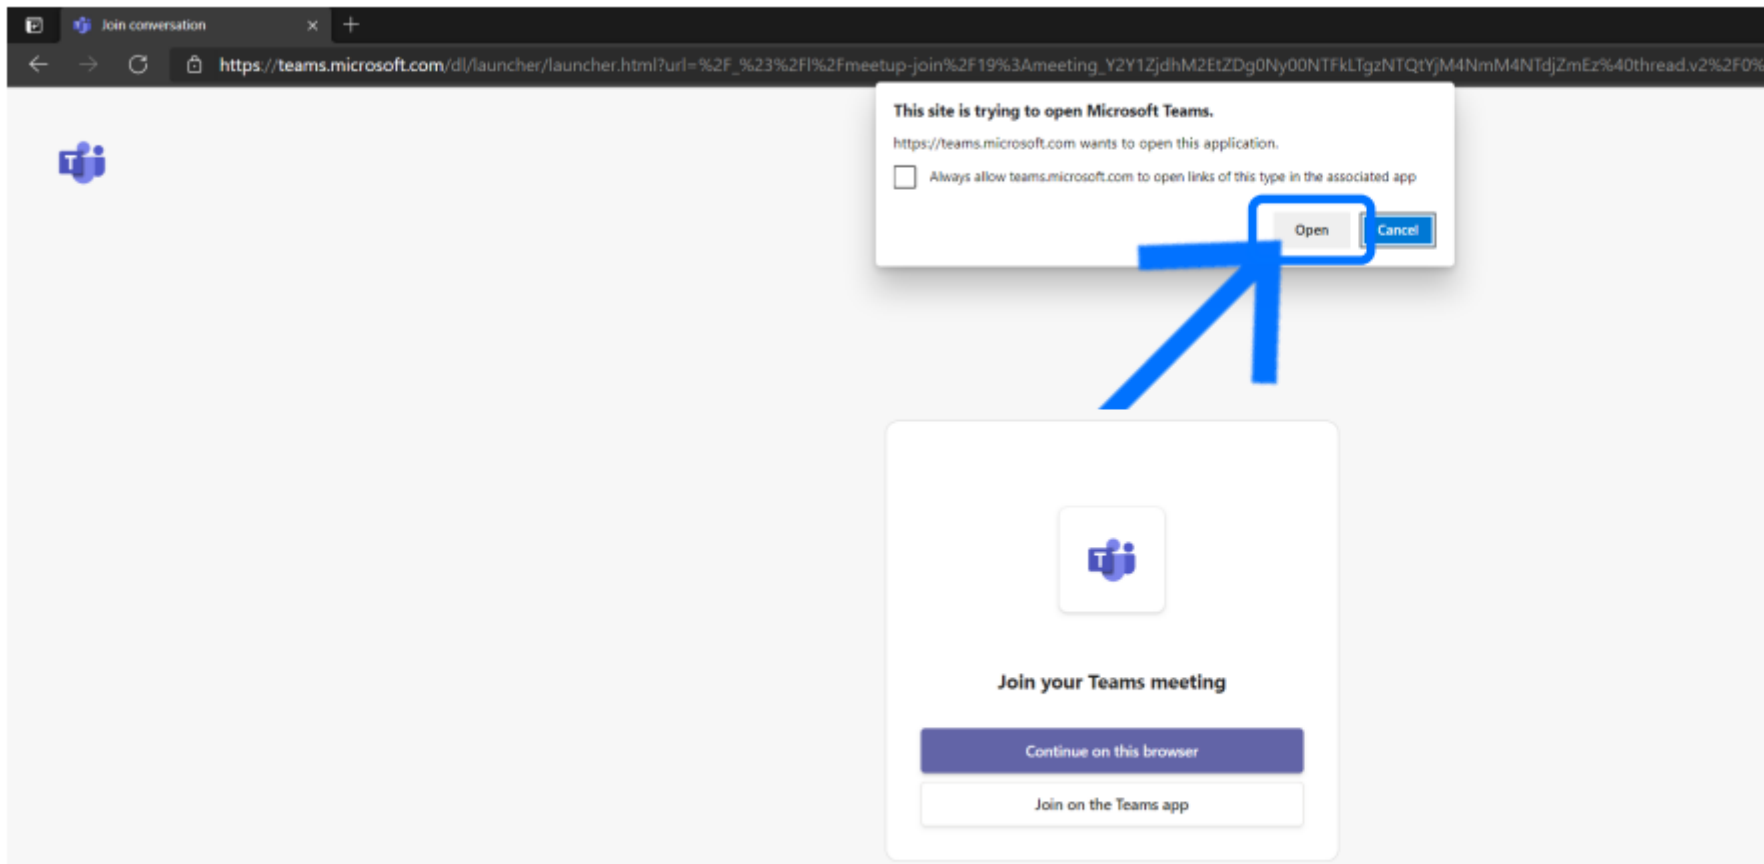 Join conversation
https://teams.microsoft.com/dl/launcher/launcher.html?url=%2F_%23%2Fl%2Fmeetup-join%2F19%3Ameeting_Y2Y1ZjdhM2EtZDg0Ny00NTFkLTgzNTQtYjM4NmM4NTdjZmEz%40thread.v2%2F0%
This site is trying to open Microsoft Teams.
https://teams.microsoft.com wants to open this application.
Always allow teams.microsoft.com to open links of this type in the associated app
Open Cancel
Join your Teams meeting
Continue on this browser
Join on the Teams app